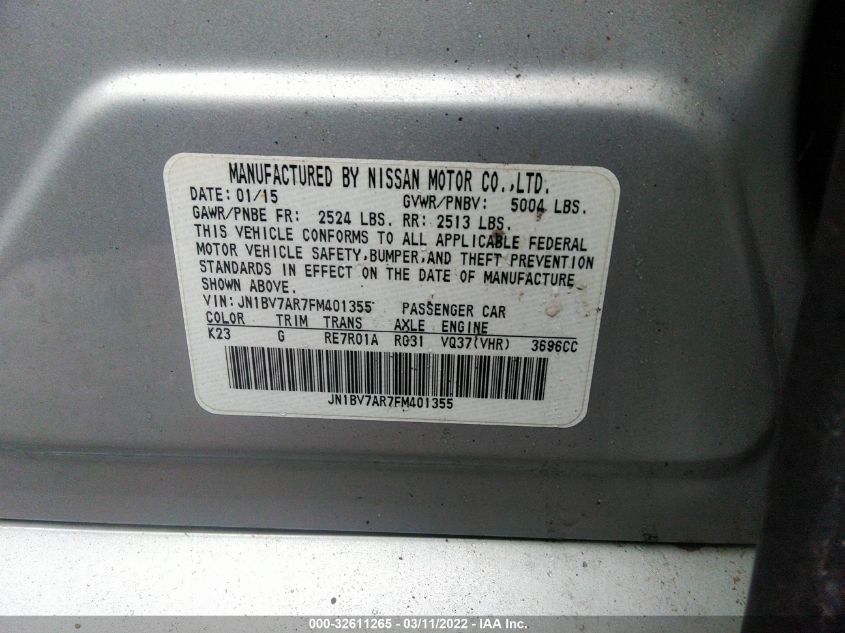 MANUFACTURED BY NISSAN MOTOR CO.,LTD.
DATE: 01/15 GVWR/PNBV: 5004 LBS.
GAWR/PNBE FR: 2524 LBS. RR: 2513 LBS.
THIS VEHICLE CONFORMS TO ALL APPLICABLE FEDERAL
MOTOR VEHICLE SAFETY,BUMPER,AND THEFT PREVENTION
STANDARDS IN EFFECT ON THE DATE OF MANUFACTURE
SHOWN ABOVE.
VIN: JN1BV7AR7FM401355 PASSENGER CAR
COLOR TRIM TRANS AXLE ENGINE
K23 G RE7R01A R031 VQ37(VHR) 3696CC
JN1BV7AR7FM401355
000-32611265 - 03/11/2022 - IAA Inc.